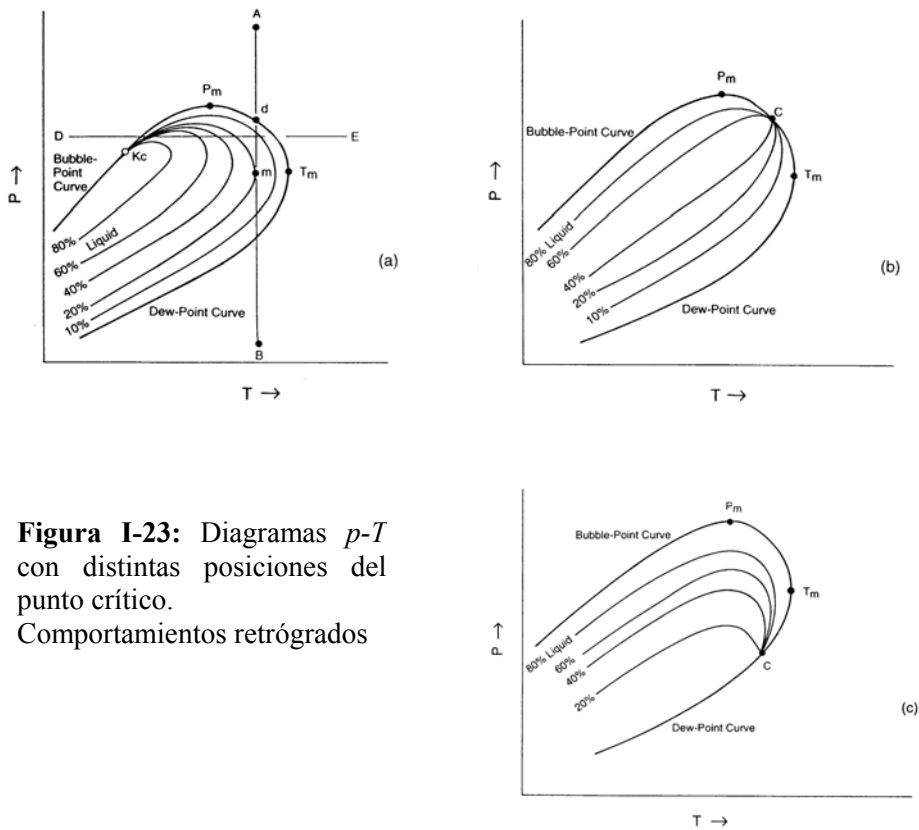 A
Pm
d
D
E
Kc
Bubble-
Point
Curve
m
Tm
P →
80%
Liquid
60%
40%
20%
10%
Dew-Point Curve
B
(a)
T →
Pm
C
Bubble-Point Curve
Tm
P →
80% Liquid
60%
40%
20%
10%
Dew-Point Curve
(b)
T →
Figura I-23: Diagramas p-T
con distintas posiciones del
punto crítico.
Comportamientos retrógrados
Pm
Bubble-Point Curve
Tm
P →
80% Liquid
60%
40%
20%
C
Dew-Point Curve
(c)
T →